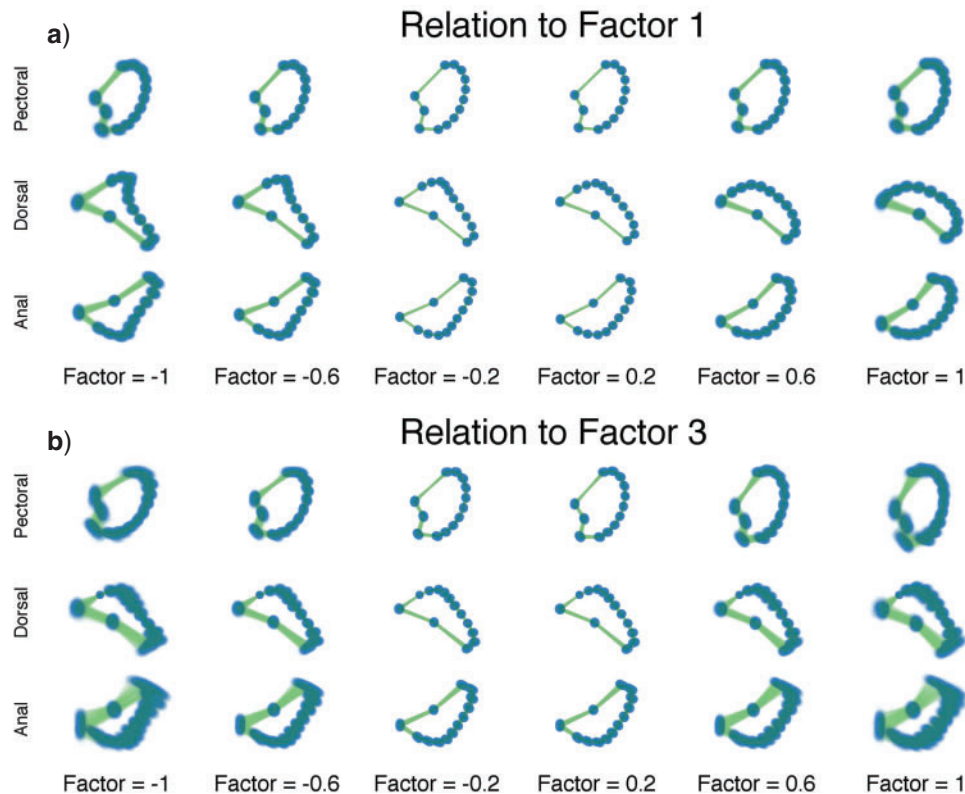 a)
Relation to Factor 1
Pectoral
Dorsal
Anal
Factor = -1 Factor = -0.6 Factor = -0.2 Factor = 0.2 Factor = 0.6 Factor = 1
b)
Relation to Factor 3
Pectoral
Dorsal
Anal
Factor = -1 Factor = -0.6 Factor = -0.2 Factor = 0.2 Factor = 0.6 Factor = 1